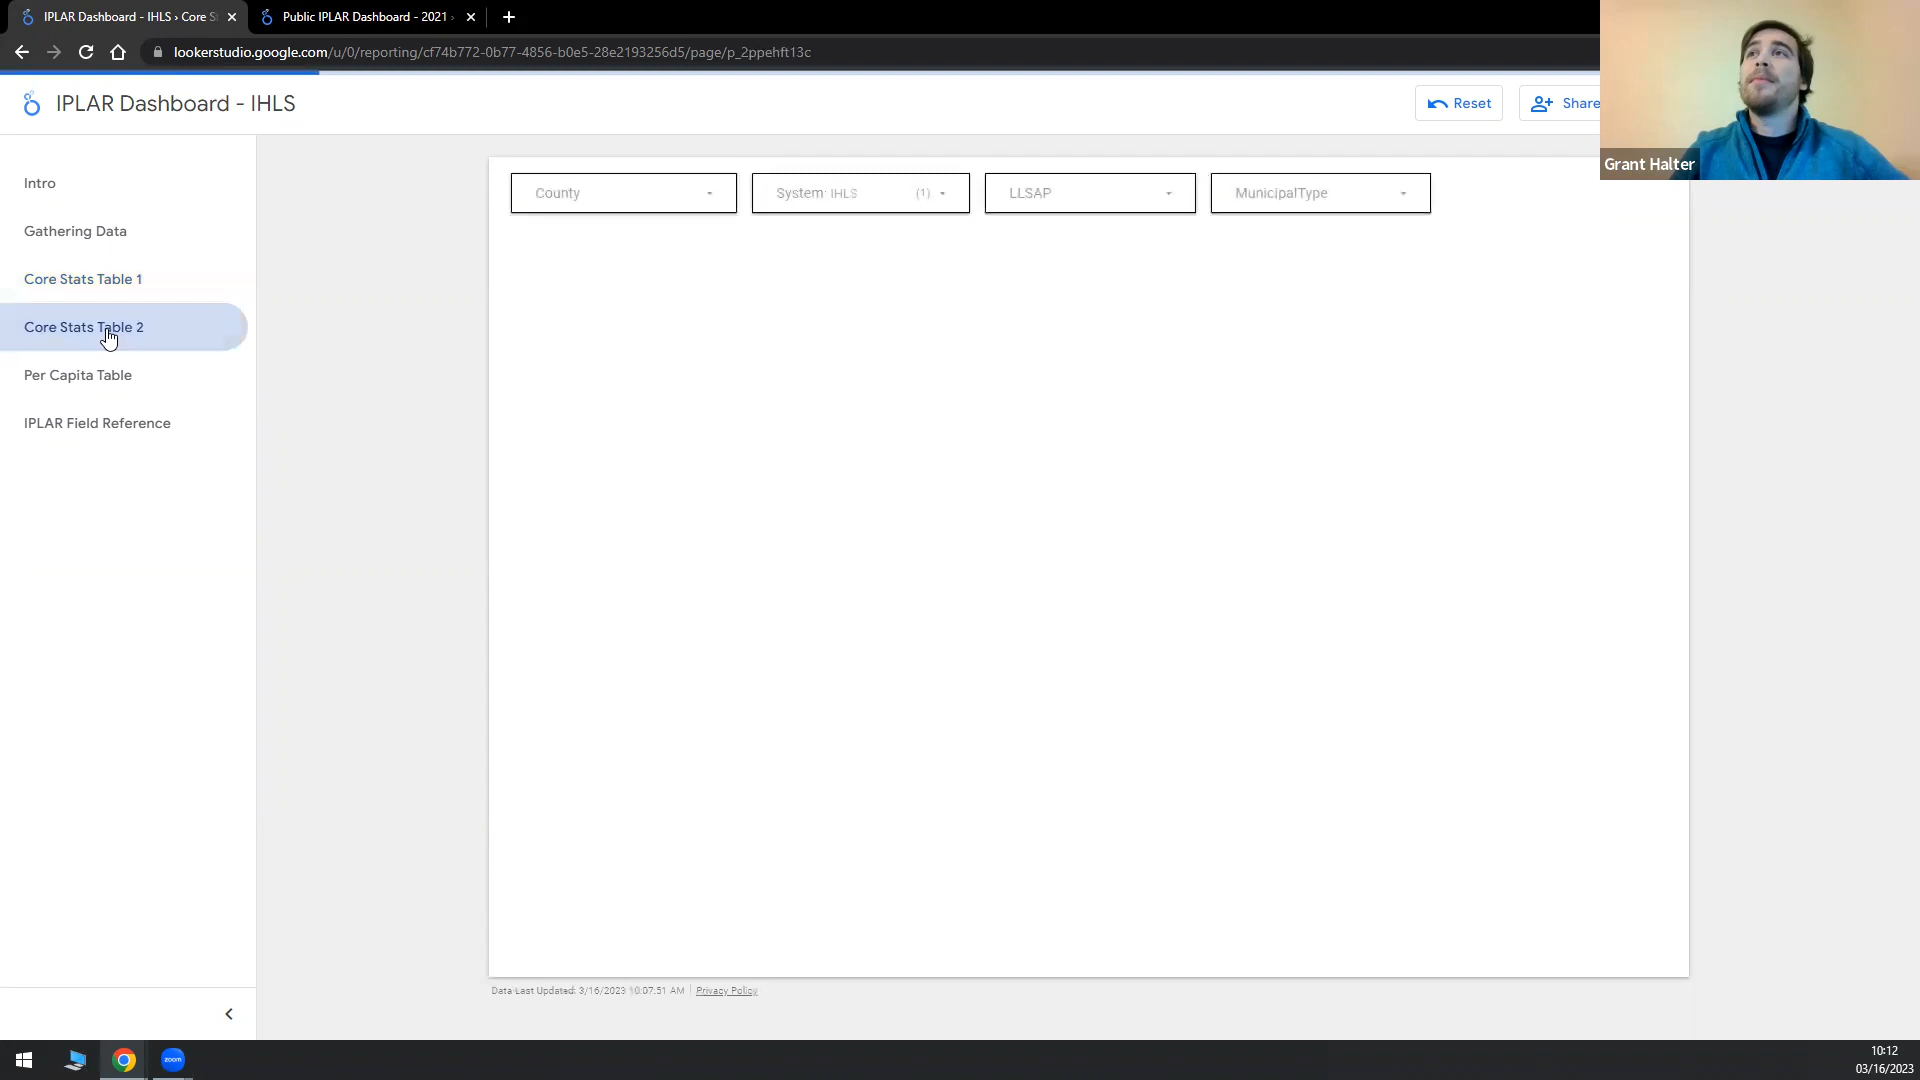 IPLAR Dashboard - IHLS › Core S
Public IPLAR Dashboard - 2021 ›
lookerstudio.google.com/u/0/reporting/cf74b772-0b77-4856-b0e5-28e2193256d5/page/p_2ppehft13c
IPLAR Dashboard - IHLS
Reset
Share
Grant Halter
Intro
Gathering Data
Core Stats Table 1
Core Stats Table 2
Per Capita Table
IPLAR Field Reference
County
System: IHLS (1)
LLSAP
MunicipalType
Data Last Updated: 3/16/2023 10:07:51 AM
Privacy Policy
zoom
10:12
03/16/2023